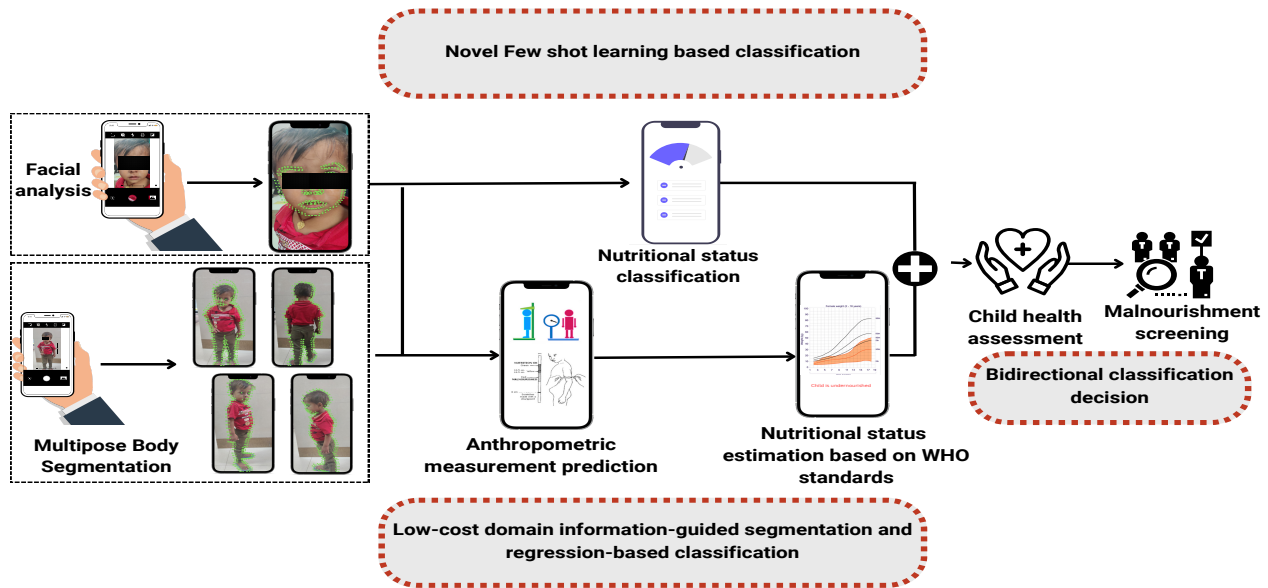 Novel Few shot learning based classification
Facial
analysis
Nutritional status
classification
Multipose Body
Segmentation
Anthropometric
measurement prediction
Child is undernourished
Nutritional status
estimation based on WHO
standards
Child health
assessment
Malnourishment
screening
Bidirectional classification
decision
Low-cost domain information-guided segmentation and
regression-based classification